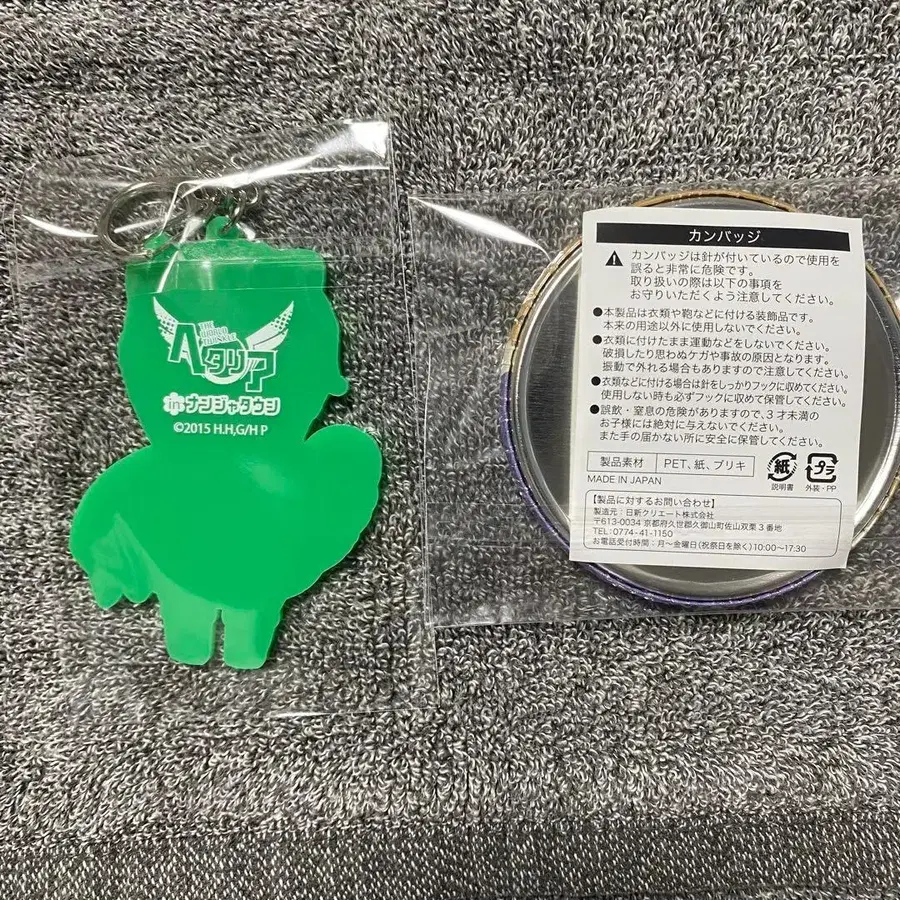 THE WORLD TWINKLE
ヘタリア
in ナンジャタウン
©2015 H.H,G/H P
カンバッジ
カンバッジは針が付いているので使用を
誤ると非常に危険です。
取り扱いの際は以下の事項を
お守りいただくよう注意してください。
●本製品は衣類や鞄などに付ける装飾品です。
本来の用途以外に使用しないでください。
●衣類に付けたまま運動などをしないでください。
破損したり思わぬケガや事故の原因となります。
振動で外れる場合もありますので注意してください。
●衣類などに付ける場合は針をしっかりフックに収めてください。
使用しない時も必ずフックに収めて保管してください。
●誤飲・窒息の危険がありますので、3才未満の
お子様には絶対に与えないでください。
また手の届かない所に安全に保管してください。
製品素材 PET、紙、ブリキ
MADE IN JAPAN
紙
説明書
プラ
外装・PP
【製品に対するお問い合わせ】
製造元:日新クリエート株式会社
〒613-0034 京都府久世郡久御山町佐山双栗3番地
TEL:0774-41-1150
お電話受付時間:月〜金曜日(祝祭日を除く)10:00〜17:30